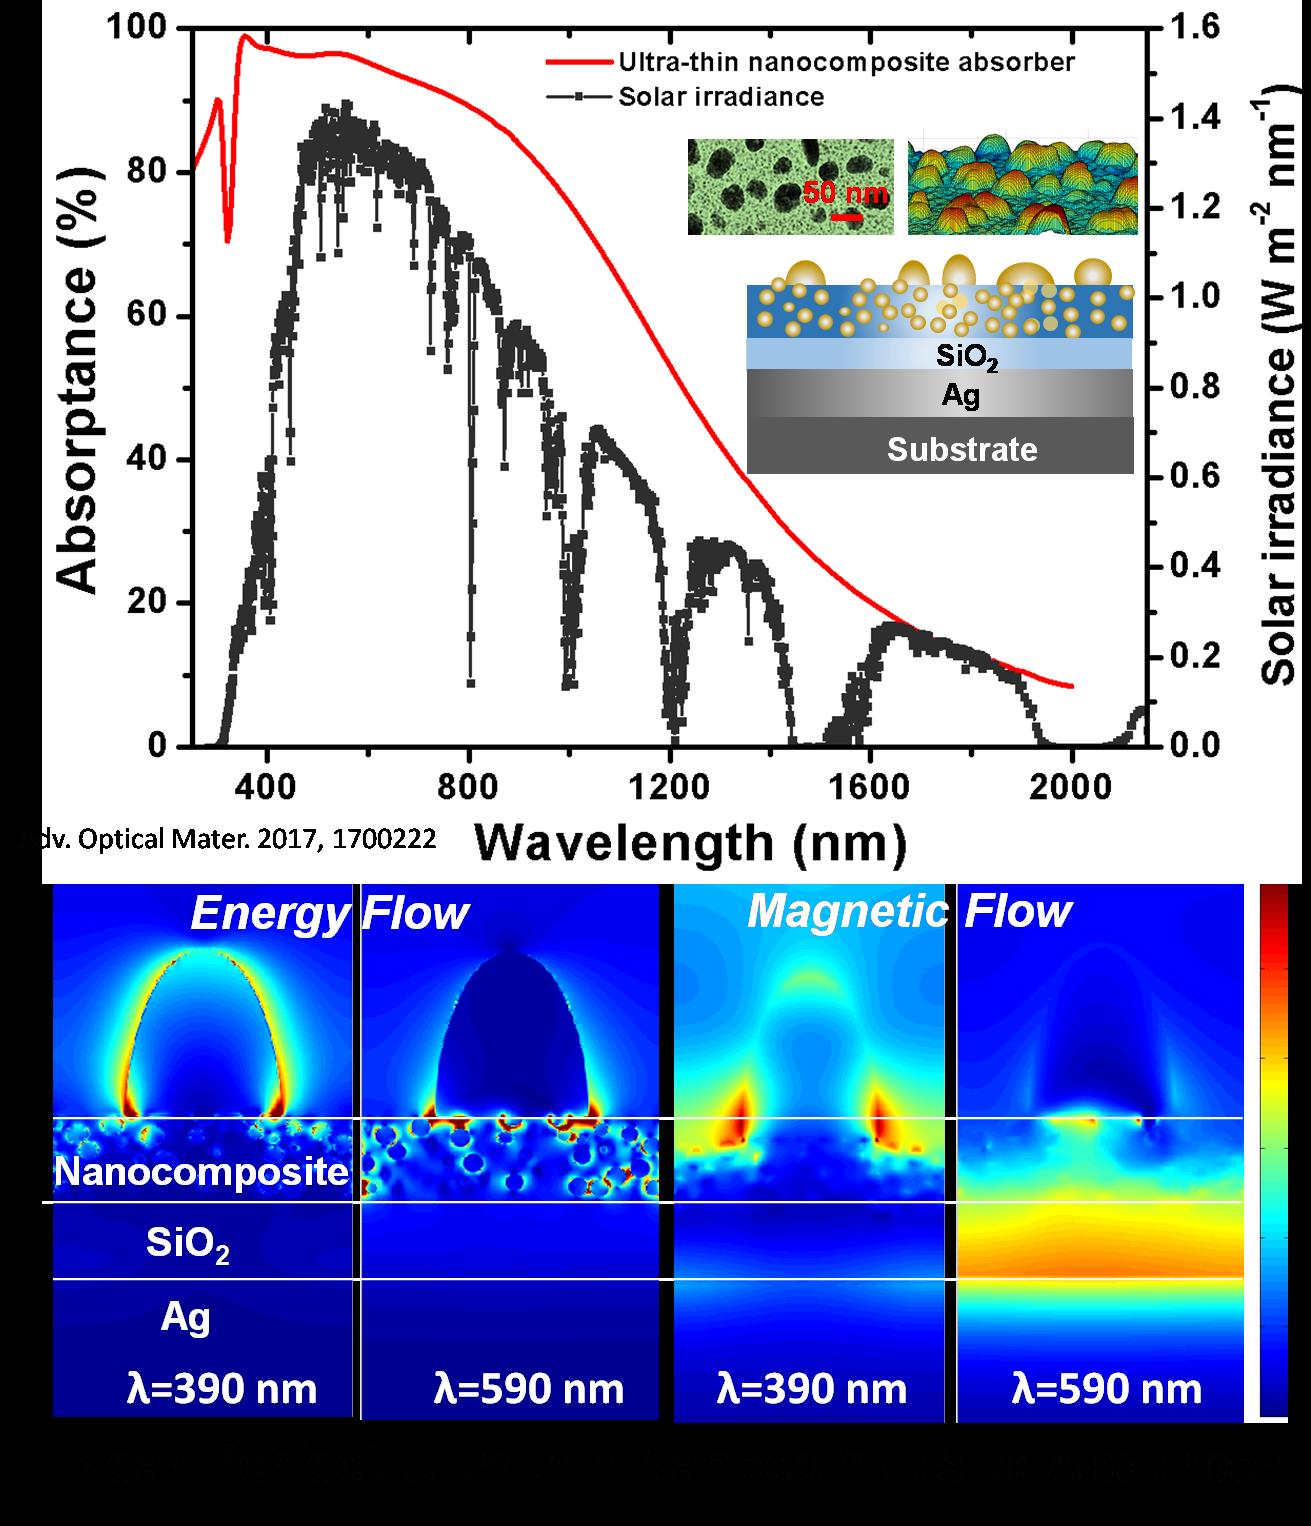 100
80
60
40
20
0
Absorptance (%)
1.6
1.4
1.2
1.0
0.8
0.6
0.4
0.2
0.0
Solar irradiance (W m-2 nm-1)
Ultra-thin nanocomposite absorber
Solar irradiance
50 nm
SiO2
Ag
Substrate
400 800 1200 1600 2000
Wavelength (nm)
Adv. Optical Mater. 2017, 1700222
Energy Flow
Magnetic Flow
Nanocomposite
SiO2
Ag
λ=390 nm
λ=590 nm
λ=390 nm
λ=590 nm